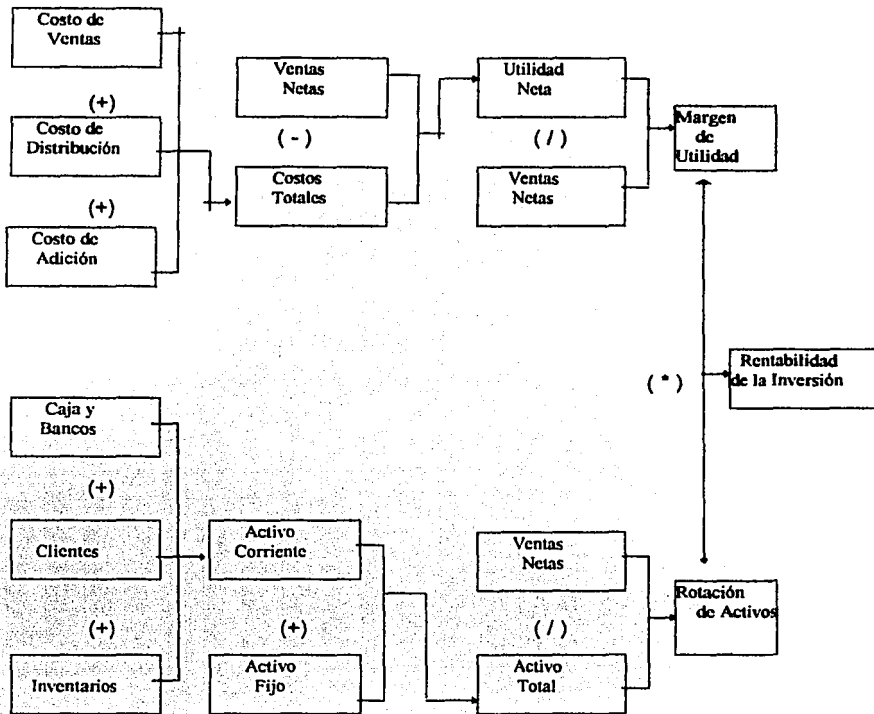 Costo de
Ventas
(+)
Costo de
Distribución
(+)
Costo de
Adición
Ventas
Netas
( - )
Costos
Totales
Utilidad
Neta
( / )
Ventas
Netas
Margen
de
Utilidad
( * )
Rentabilidad
de la Inversión
Caja y
Bancos
(+)
Clientes
(+)
Inventarios
Activo
Corriente
(+)
Activo
Fijo
Ventas
Netas
( / )
Activo
Total
Rotación
de Activos